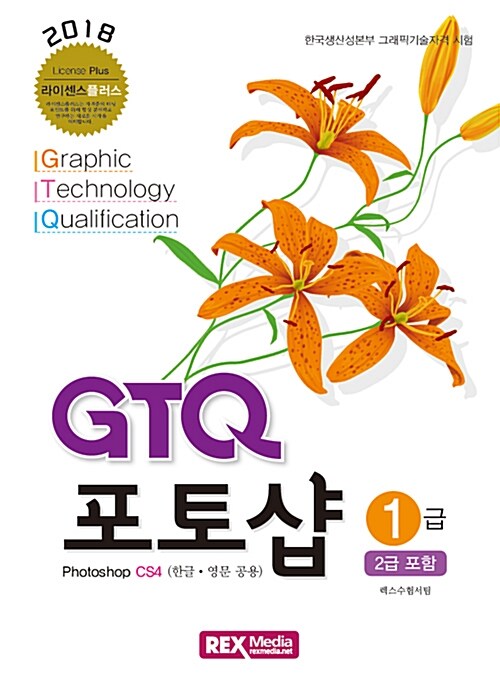 2018
한국생산성본부 그래픽기술자격 시험
License Plus
라이센스플러스
Graphic
Technology
Qualification
GTQ
포토샵
1급
Photoshop CS4 (한글・영문 공용)
2급 포함
렉스수험서팀
REX Media
rexmedia.net